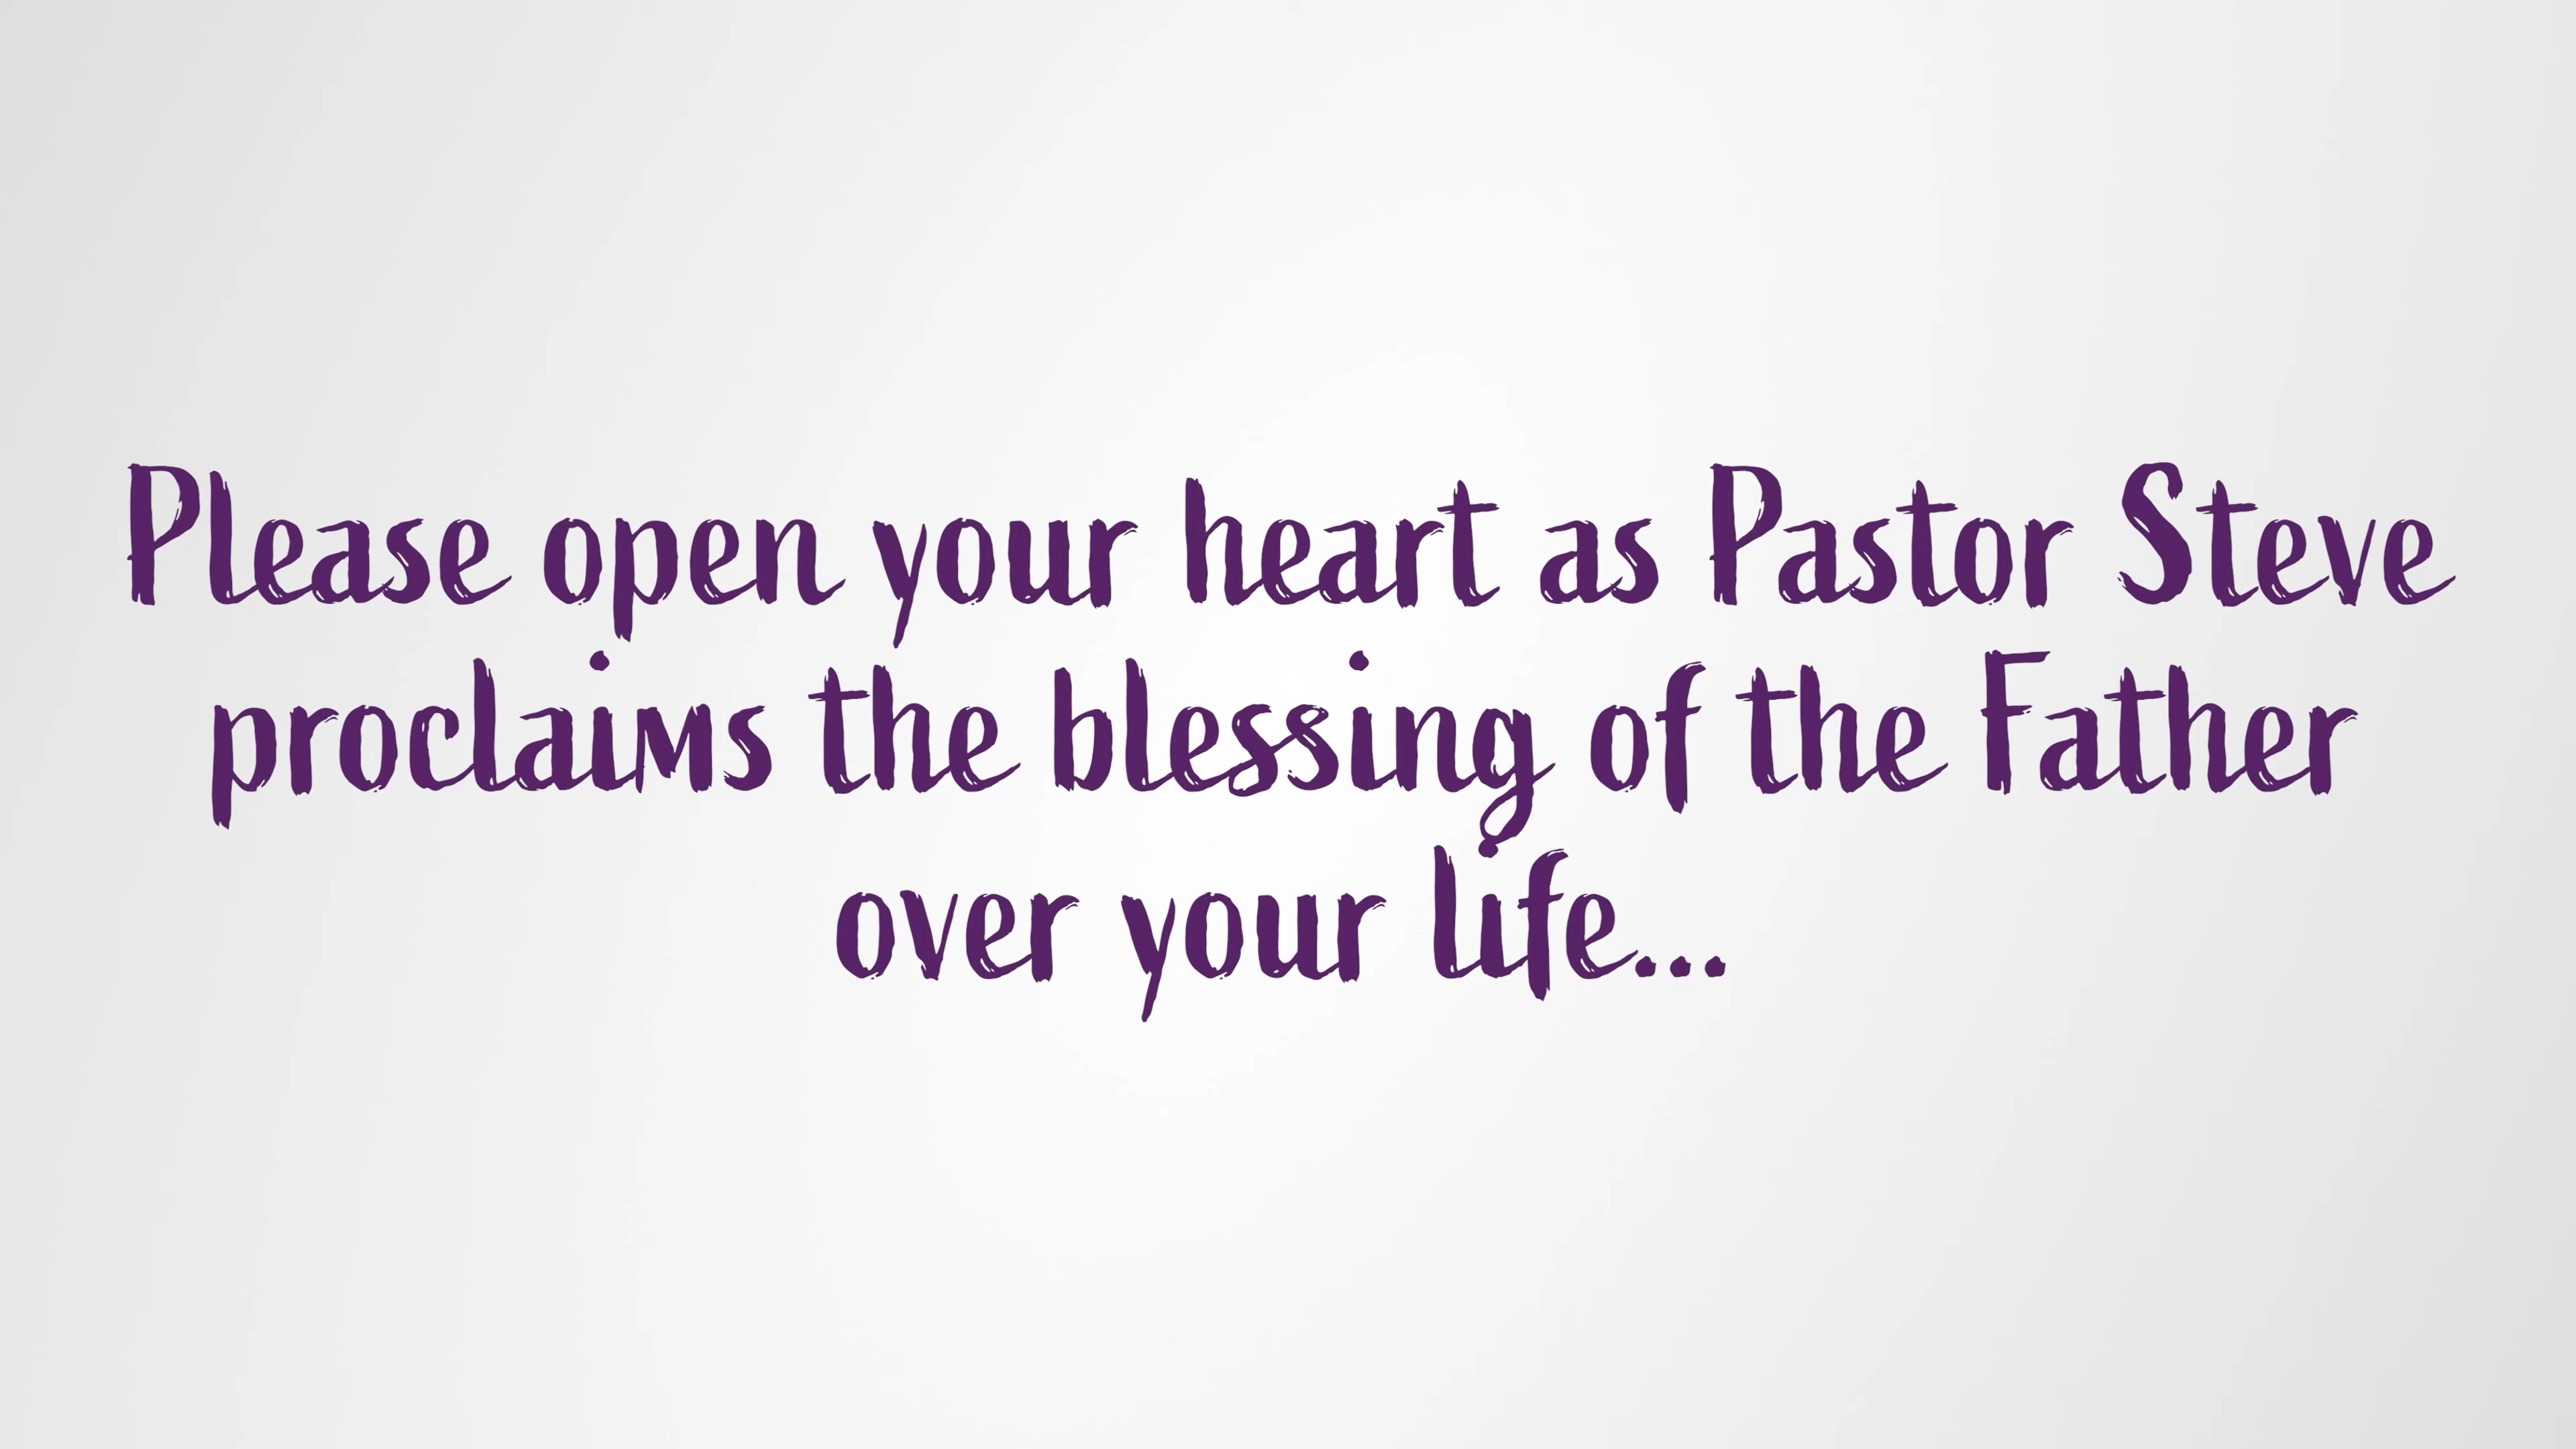 Please open your heart as Pastor Steve
proclaims the blessing of the Father
over your life...